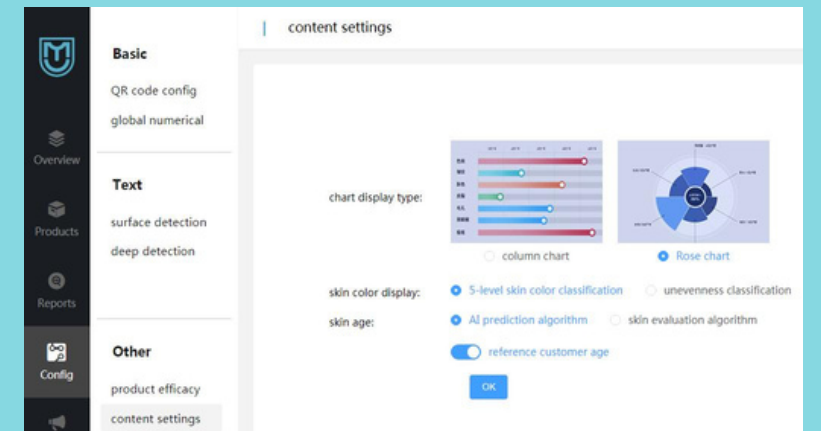 content settings
Basic
QR code config
global numerical
Overview
Text
surface detection
deep detection
Products
Reports
Config
Other
product efficacy
content settings
chart display type:
column chart
Rose chart
skin color display:
5-level skin color classification
unevenness classification
skin age:
AI prediction algorithm
skin evaluation algorithm
reference customer age
OK